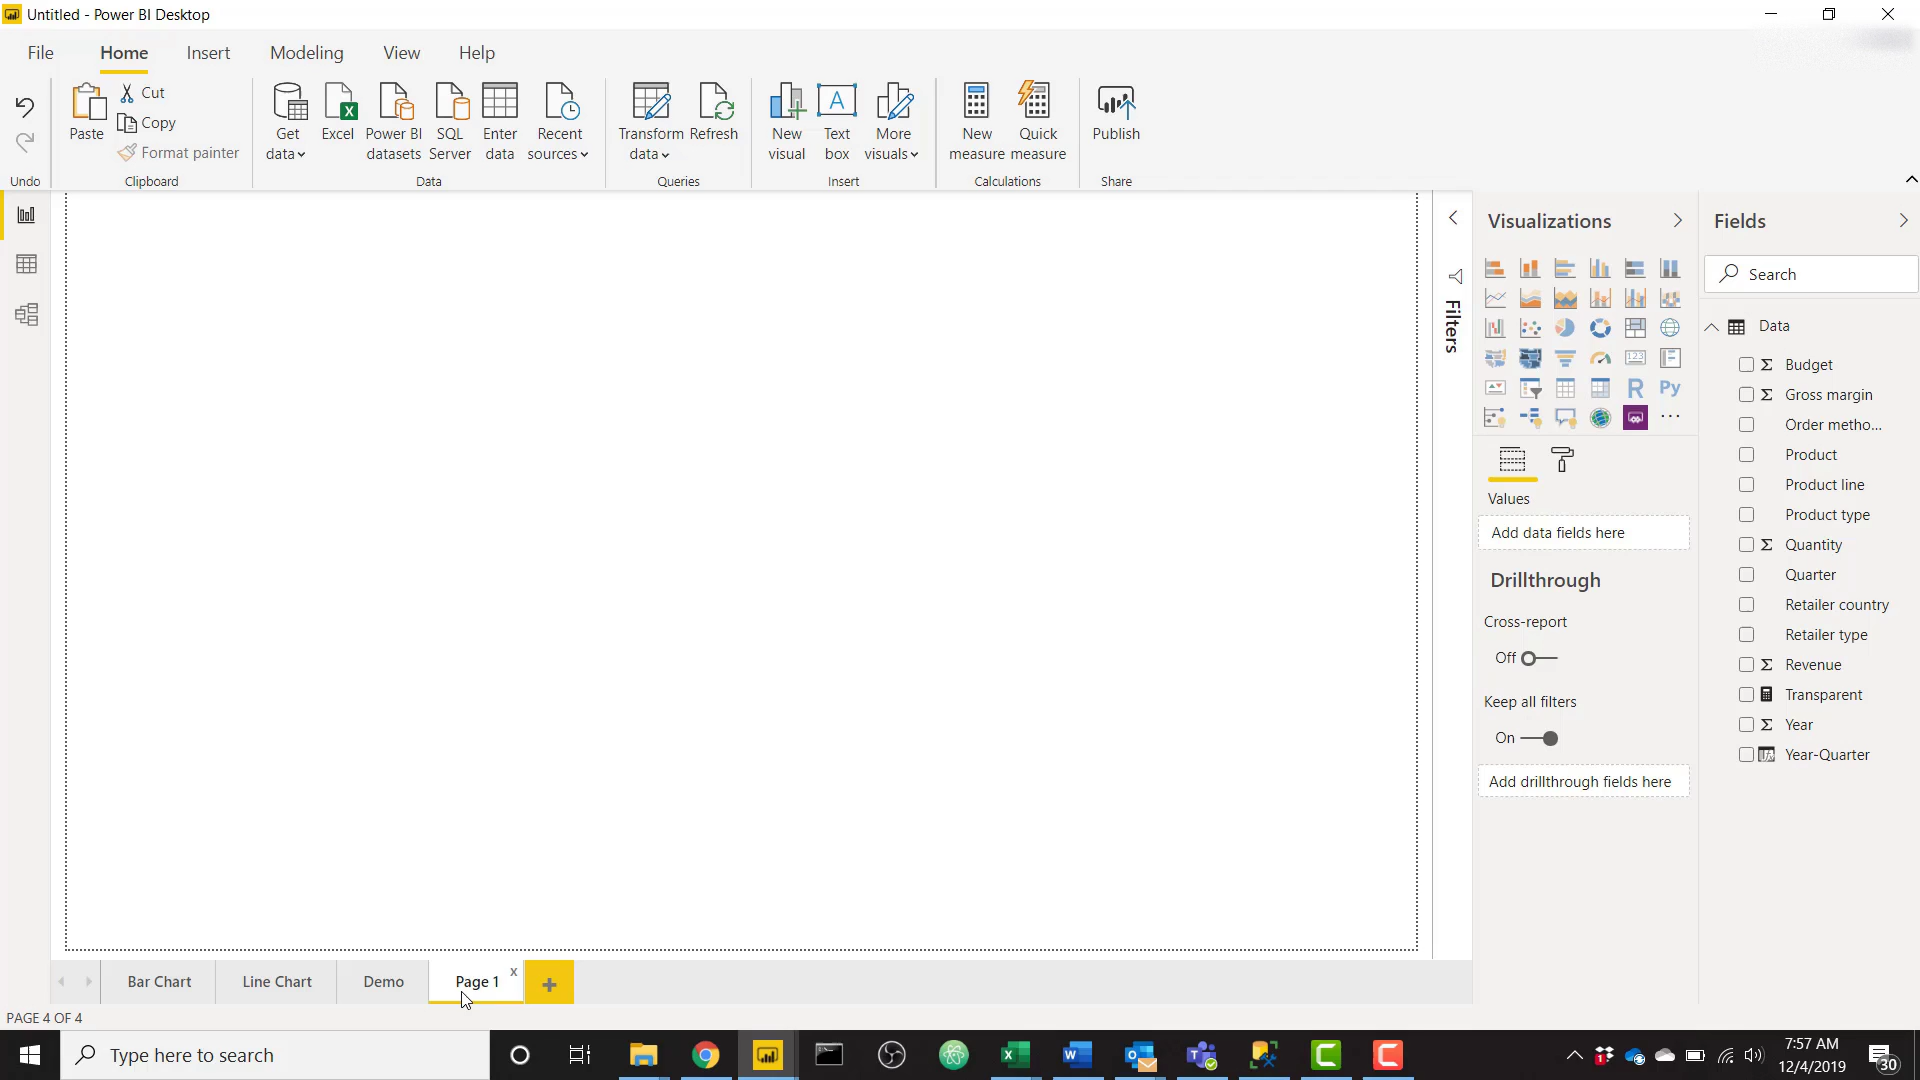 Untitled - Power BI Desktop
File Home Insert Modeling View Help
Paste
Cut
Copy
Format painter
Get data
Excel
Power BI datasets
SQL Server
Enter data
Recent sources
Transform data
Refresh
New visual
Text box
More visuals
New measure
Quick measure
Publish
Undo Clipboard Data Queries Insert Calculations Share
Filters
Visualizations
R Py
123
Values
Add data fields here
Drillthrough
Cross-report
Off
Keep all filters
On
Add drillthrough fields here
Fields
Search
Data
Budget
Gross margin
Order metho...
Product
Product line
Product type
Quantity
Quarter
Retailer country
Retailer type
Revenue
Transparent
Year
Year-Quarter
Bar Chart Line Chart Demo Page 1 x +
PAGE 4 OF 4
Type here to search
7:57 AM
12/4/2019
30